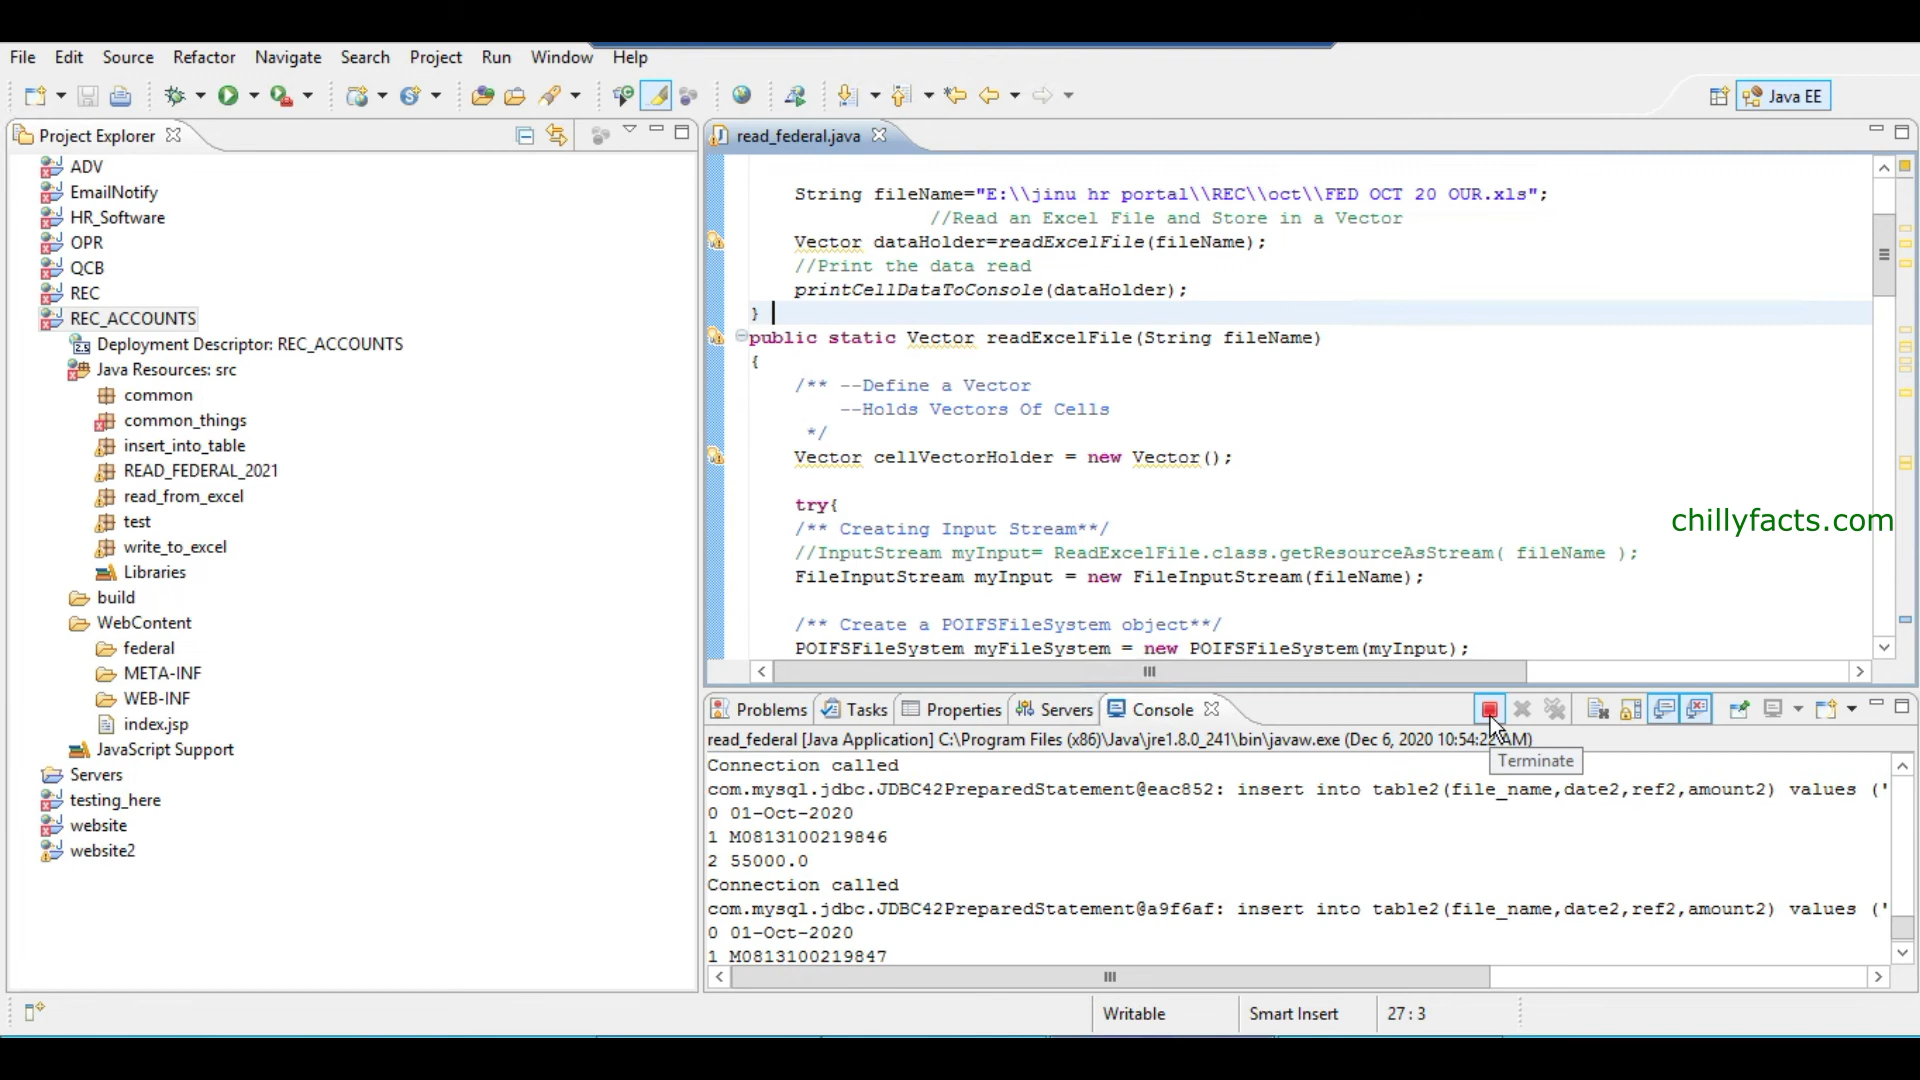 File Edit Source Refactor Navigate Search Project Run Window Help
Java EE
Project Explorer
ADV
EmailNotify
HR_Software
OPR
QCB
REC
REC_ACCOUNTS
Deployment Descriptor: REC_ACCOUNTS
Java Resources: src
common
common_things
insert_into_table
READ_FEDERAL_2021
read_from_excel
test
write_to_excel
Libraries
build
WebContent
federal
META-INF
WEB-INF
index.jsp
JavaScript Support
Servers
testing_here
website
website2
read_federal.java
String fileName="E:\\jinu hr portal\\REC\\oct\\FED OCT 20 OUR.xls";
//Read an Excel File and Store in a Vector
Vector dataHolder=readExcelFile(fileName);
//Print the data read
printCellDataToConsole(dataHolder);
}
public static Vector readExcelFile(String fileName)
{
/** --Define a Vector
--Holds Vectors Of Cells
*/
Vector cellVectorHolder = new Vector();
try{
/** Creating Input Stream**/
//InputStream myInput= ReadExcelFile.class.getResourceAsStream( fileName );
FileInputStream myInput = new FileInputStream(fileName);
/** Create a POIFSFileSystem object**/
POIFSFileSystem myFileSystem = new POIFSFileSystem(myInput);
chillyfacts.com
Problems Tasks Properties Servers Console
read_federal [Java Application] C:\Program Files (x86)\Java\jre1.8.0_241\bin\javaw.exe (Dec 6, 2020 10:54:22 AM)
Terminate
Connection called
com.mysql.jdbc.JDBC42PreparedStatement@eac852: insert into table2(file_name,date2,ref2,amount2) values ('
0 01-Oct-2020
1 M0813100219846
2 55000.0
Connection called
com.mysql.jdbc.JDBC42PreparedStatement@a9f6af: insert into table2(file_name,date2,ref2,amount2) values ('
0 01-Oct-2020
1 M0813100219847
Writable Smart Insert 27 : 3